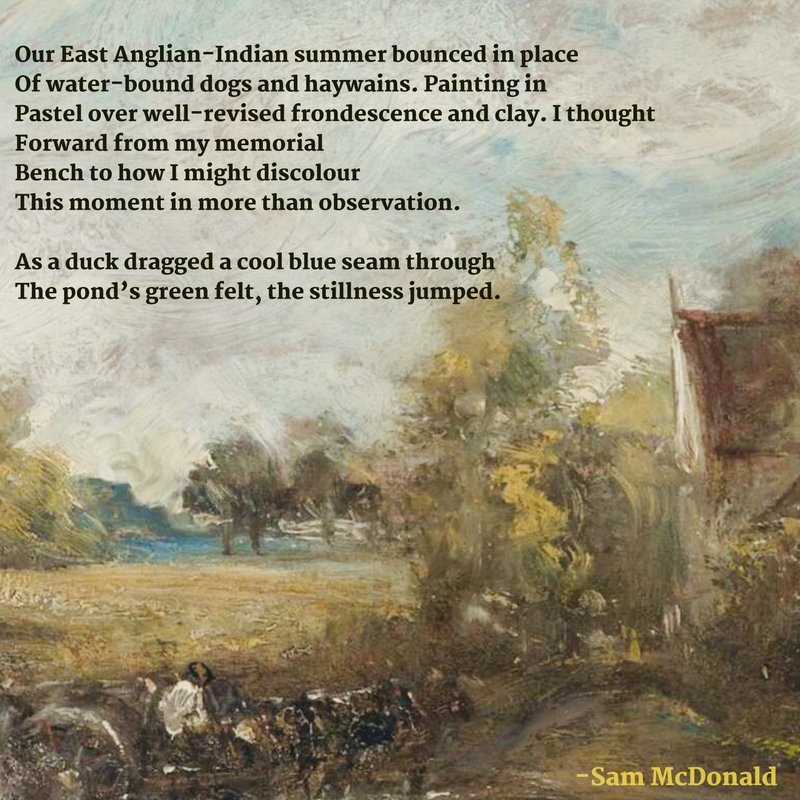 Our East Anglian-Indian summer bounced in place
Of water-bound dogs and haywains. Painting in
Pastel over well-revised frondescence and clay. I thought
Forward from my memorial
Bench to how I might discolour
This moment in more than observation.
As a duck dragged a cool blue seam through
The pond’s green felt, the stillness jumped.
-Sam McDonald